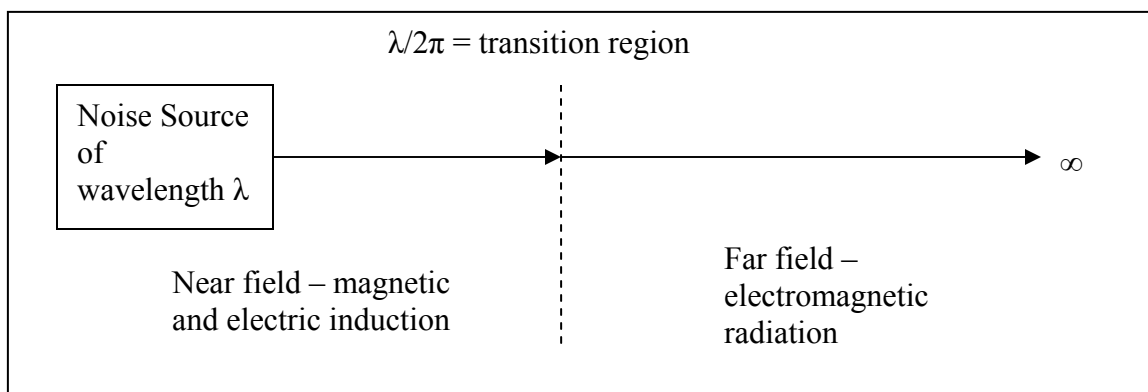 λ/2π = transition region
Noise Source
of
wavelength λ
∞
Near field – magnetic
and electric induction
Far field –
electromagnetic
radiation